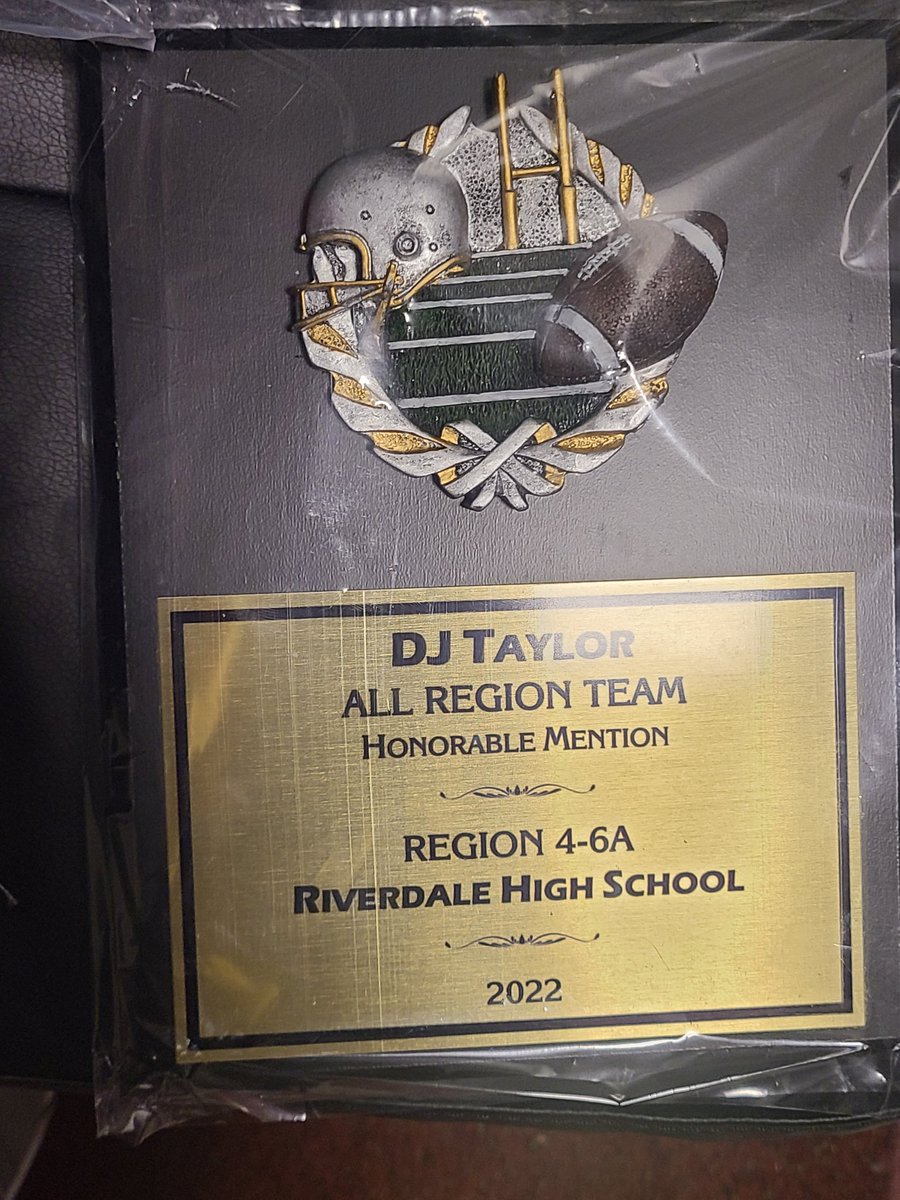 DJ TAYLOR
ALL REGION TEAM
HONORABLE MENTION
REGION 4-6A
RIVERDALE HIGH SCHOOL
2022